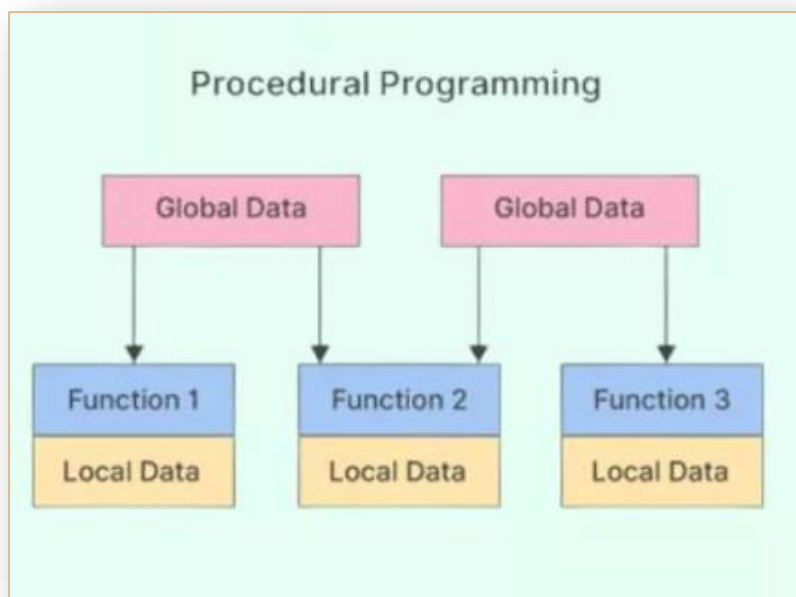 Procedural Programming
Global Data
Global Data
Function 1
Function 2
Function 3
Local Data
Local Data
Local Data